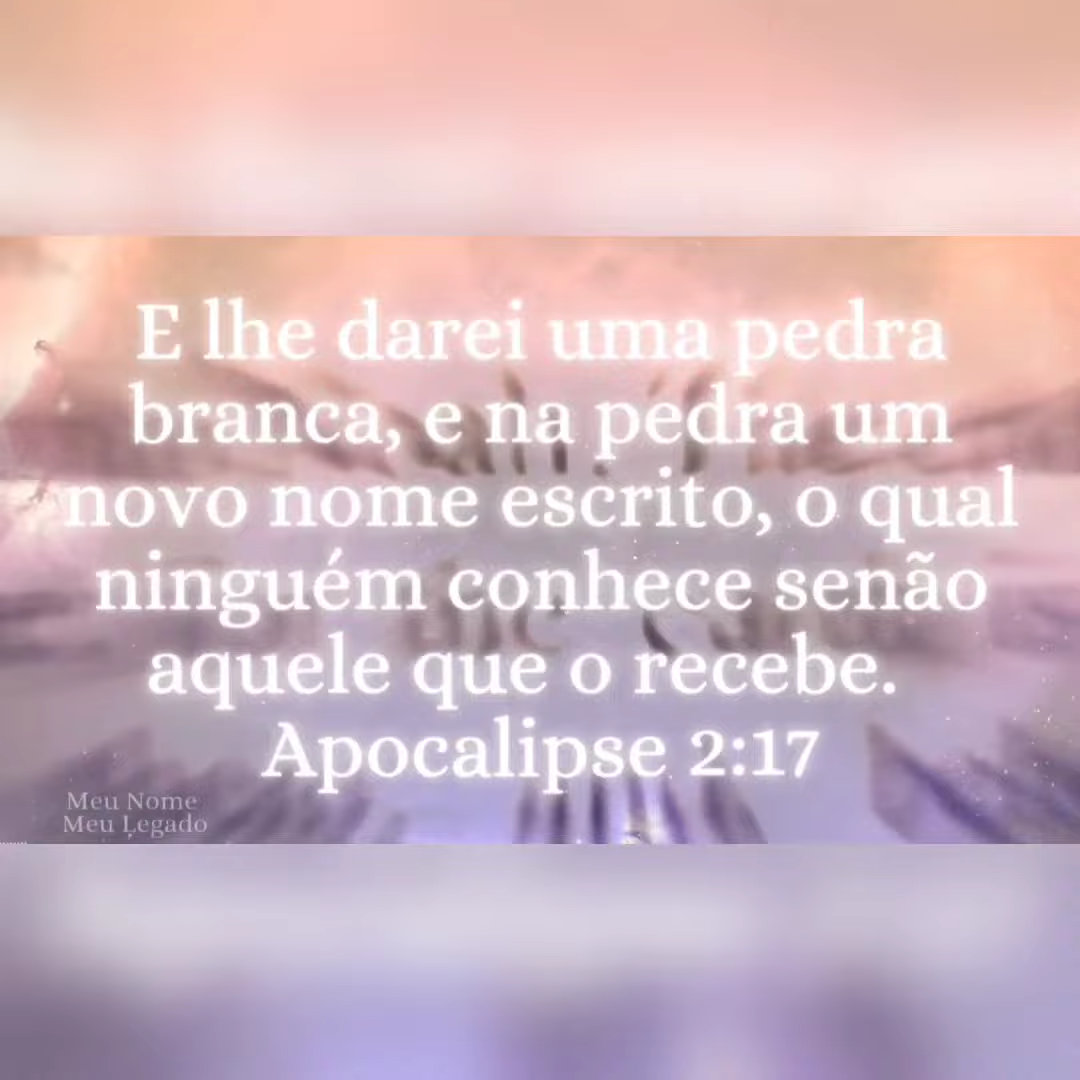 E lhe darei uma pedra
branca, e na pedra um
novo nome escrito, o qual
ninguém conhece senão
aquele que o recebe.
Apocalipse 2:17
Meu Nome
Meu Legado